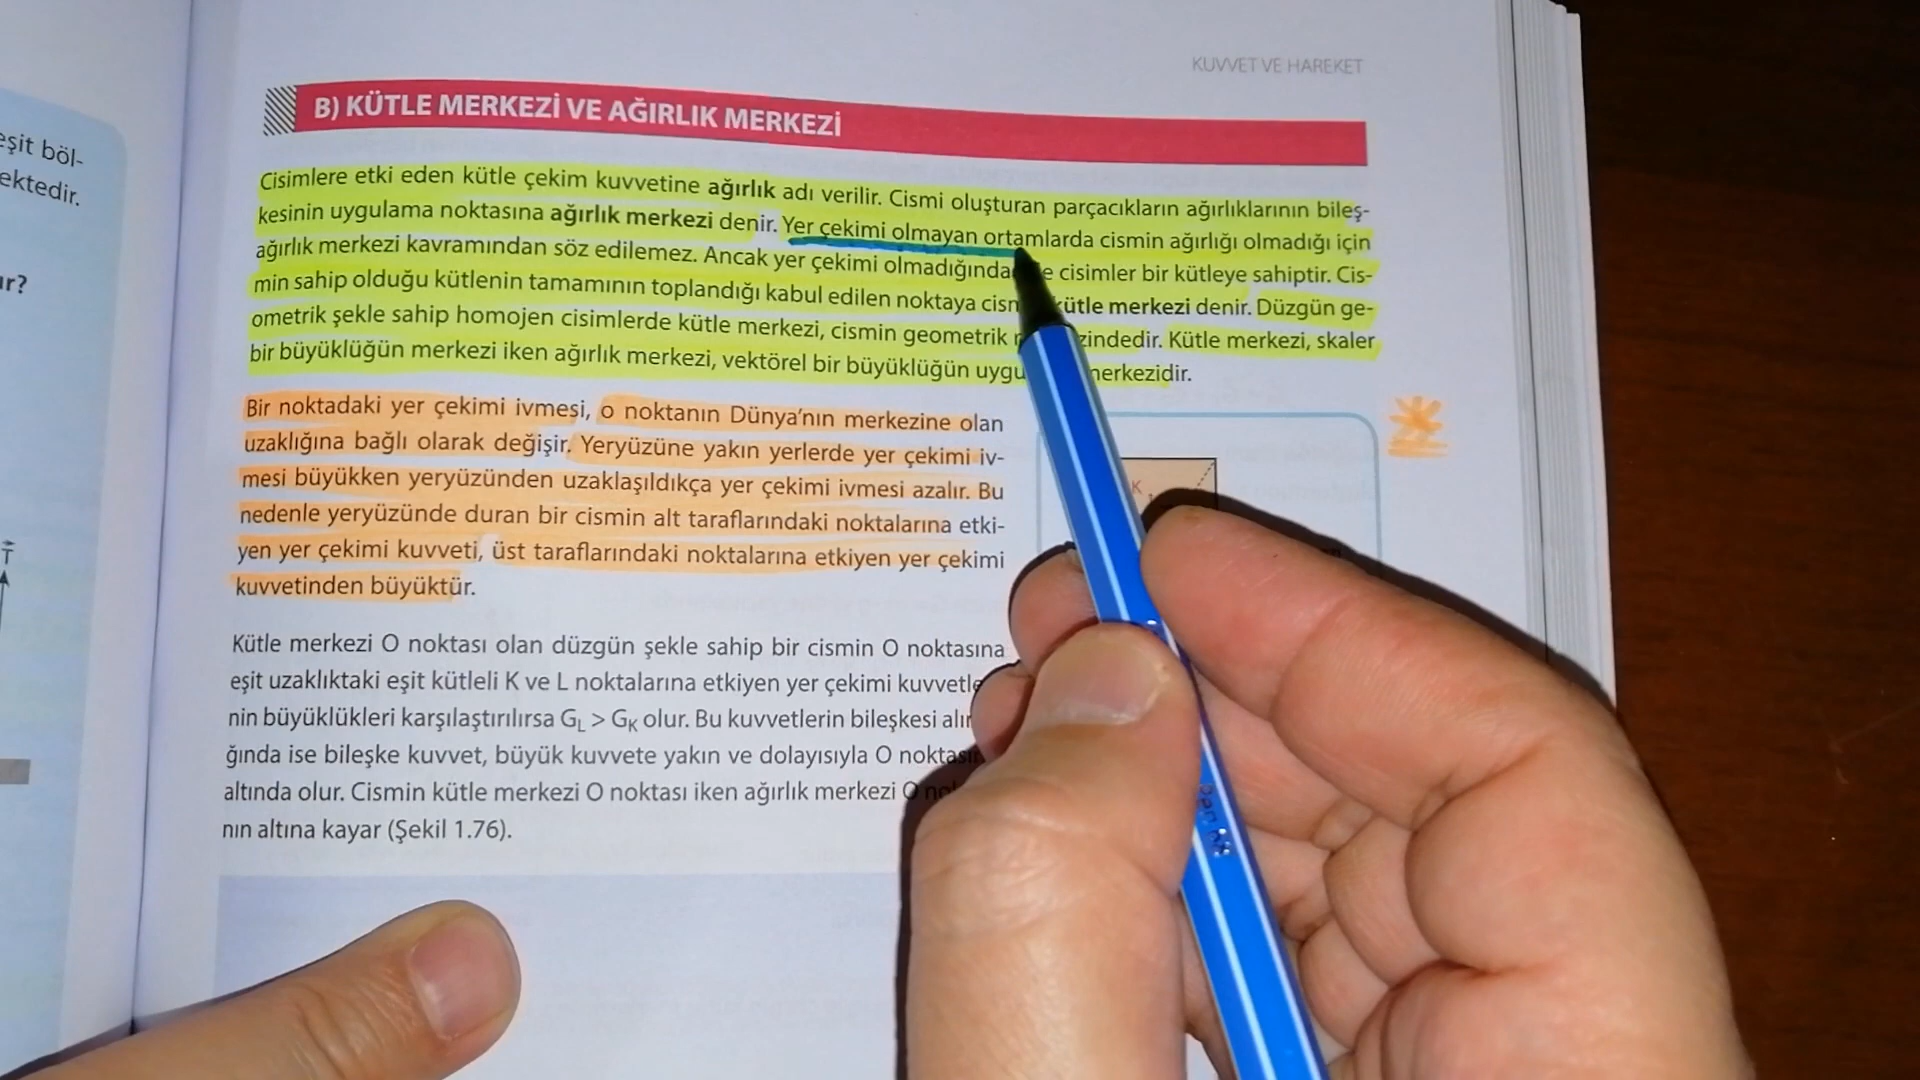 KUVVET VE HAREKET
eşit böl-
ektedir.
ır?
T
B) KÜTLE MERKEZİ VE AĞIRLIK MERKEZİ
Cisimlere etki eden kütle çekim kuvvetine ağırlık adı verilir. Cismi oluşturan parçacıkların ağırlıklarının bileş-
kesinin uygulama noktasına ağırlık merkezi denir. Yer çekimi olmayan ortamlarda cismin ağırlığı olmadığı için
ağırlık merkezi kavramından söz edilemez. Ancak yer çekimi olmadığında cisimler bir kütleye sahiptir. Cis-
min sahip olduğu kütlenin tamamının toplandığı kabul edilen noktaya kütle merkezi denir. Düzgün ge-
ometrik şekle sahip homojen cisimlerde kütle merkezi, cismin geometrik Kütle merkezi, skaler
bir büyüklüğün merkezi iken ağırlık merkezi, vektörel bir büyüklüğün merkezidir.
Bir noktadaki yer çekimi ivmesi, o noktanın Dünya'nın merkezine olan
uzaklığına bağlı olarak değişir. Yeryüzüne yakın yerlerde yer çekimi iv-
mesi büyükken yeryüzünden uzaklaşıldıkça yer çekimi ivmesi azalır. Bu
nedenle yeryüzünde duran bir cismin alt taraflarındaki noktalarına etki-
yen yer çekimi kuvveti, üst taraflarındaki noktalarına etkiyen yer çekimi
kuvvetinden büyüktür.
K
Kütle merkezi O noktası olan düzgün şekle sahip bir cismin O noktasına
eşit uzaklıktaki eşit kütleli K ve L noktalarına etkiyen yer çekimi
nin büyüklükleri karşılaştırılırsa GL > GK olur. Bu kuvvetlerin bileşkesi
ğında ise bileşke kuvvet, büyük kuvvete yakın ve dolayısıyla O
altında olur. Cismin kütle merkezi O noktası iken ağırlık merkezi O
nın altına kayar (Şekil 1.76).